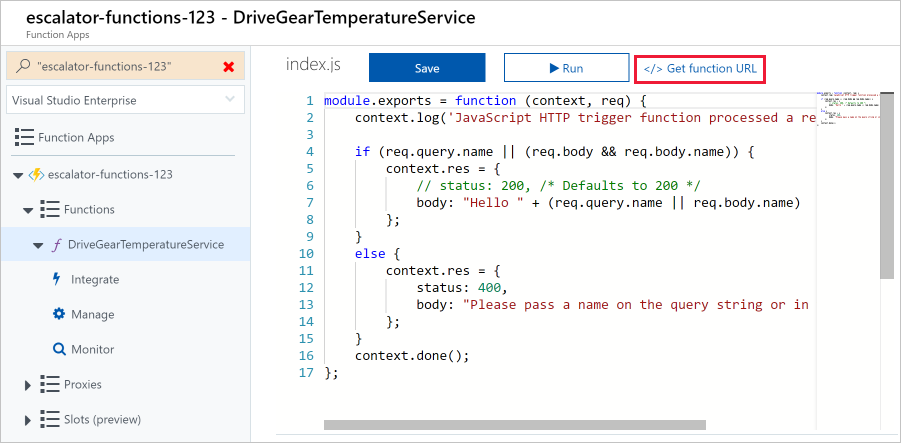 escalator-functions-123 - DriveGearTemperatureService
Function Apps
"escalator-functions-123"
Visual Studio Enterprise
Function Apps
escalator-functions-123
Functions
DriveGearTemperatureService
Integrate
Manage
Monitor
Proxies
Slots (preview)
index.js Save Run </> Get function URL
1 module.exports = function (context, req) {
2 context.log('JavaScript HTTP trigger function processed a re
3
4 if (req.query.name || (req.body && req.body.name)) {
5 context.res = {
6 // status: 200, /* Defaults to 200 */
7 body: "Hello " + (req.query.name || req.body.name)
8 };
9 }
10 else {
11 context.res = {
12 status: 400,
13 body: "Please pass a name on the query string or in
14 };
15 }
16 context.done();
17 };